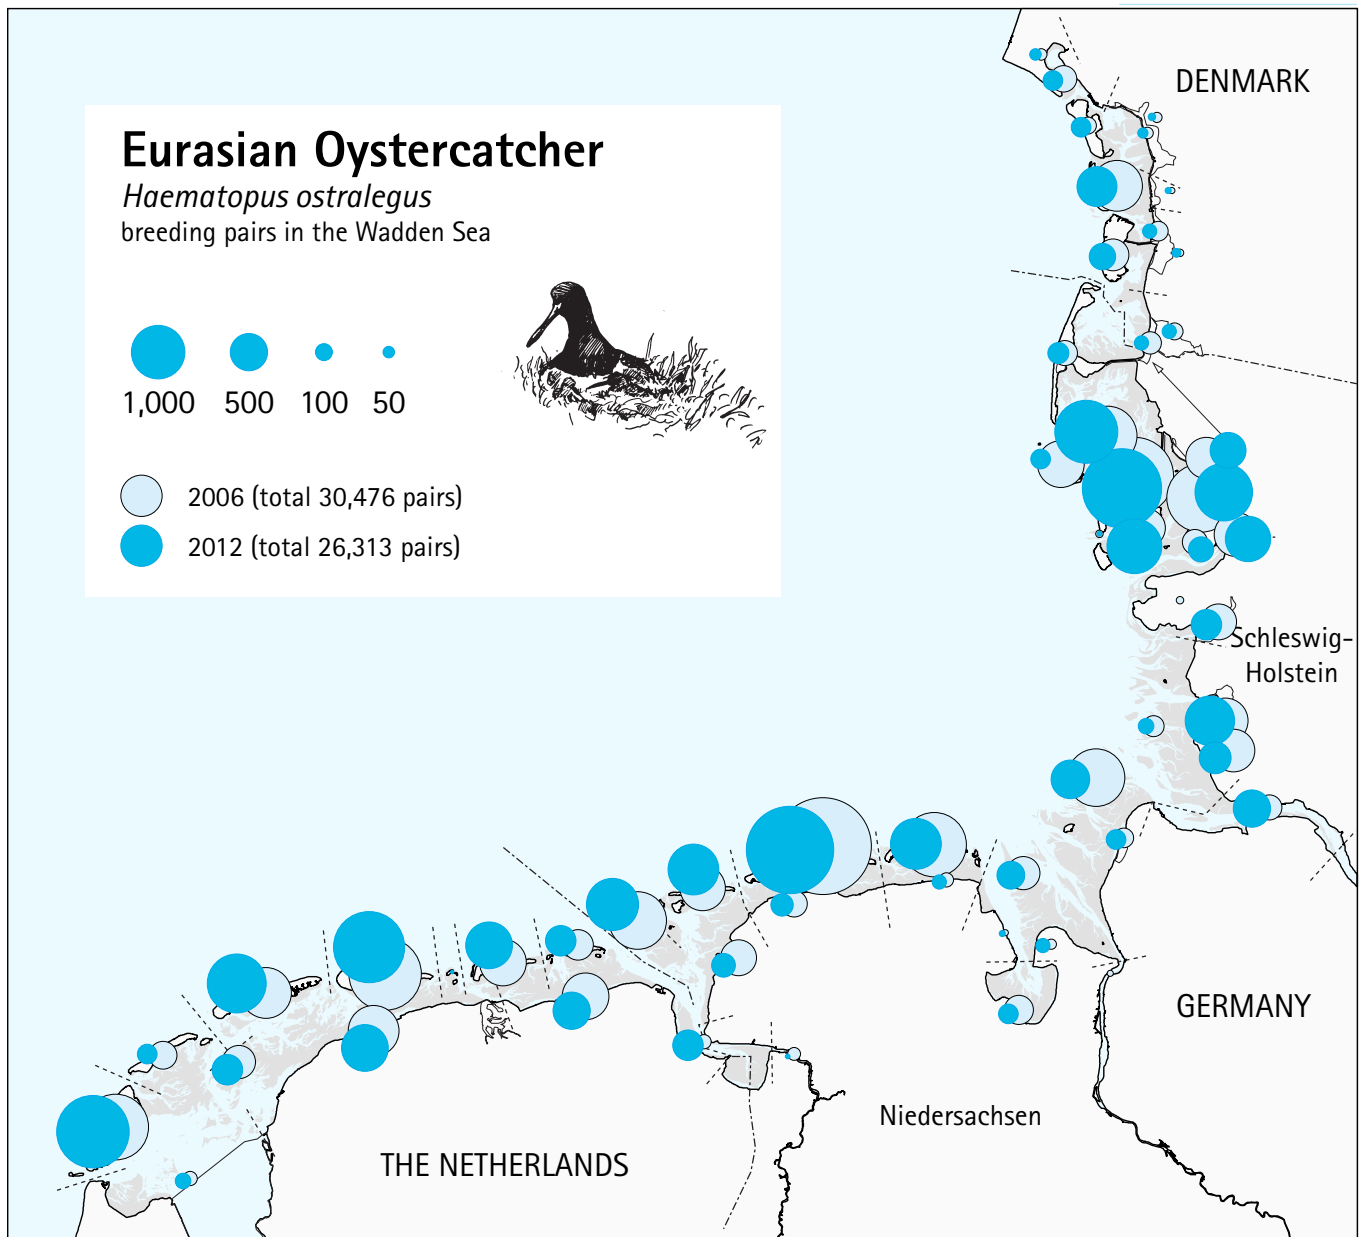 Eurasian Oystercatcher
Haematopus ostralegus
breeding pairs in the Wadden Sea
1,000 500 100 50
2006 (total 30,476 pairs)
2012 (total 26,313 pairs)
DENMARK
Schleswig-
Holstein
GERMANY
Niedersachsen
THE NETHERLANDS